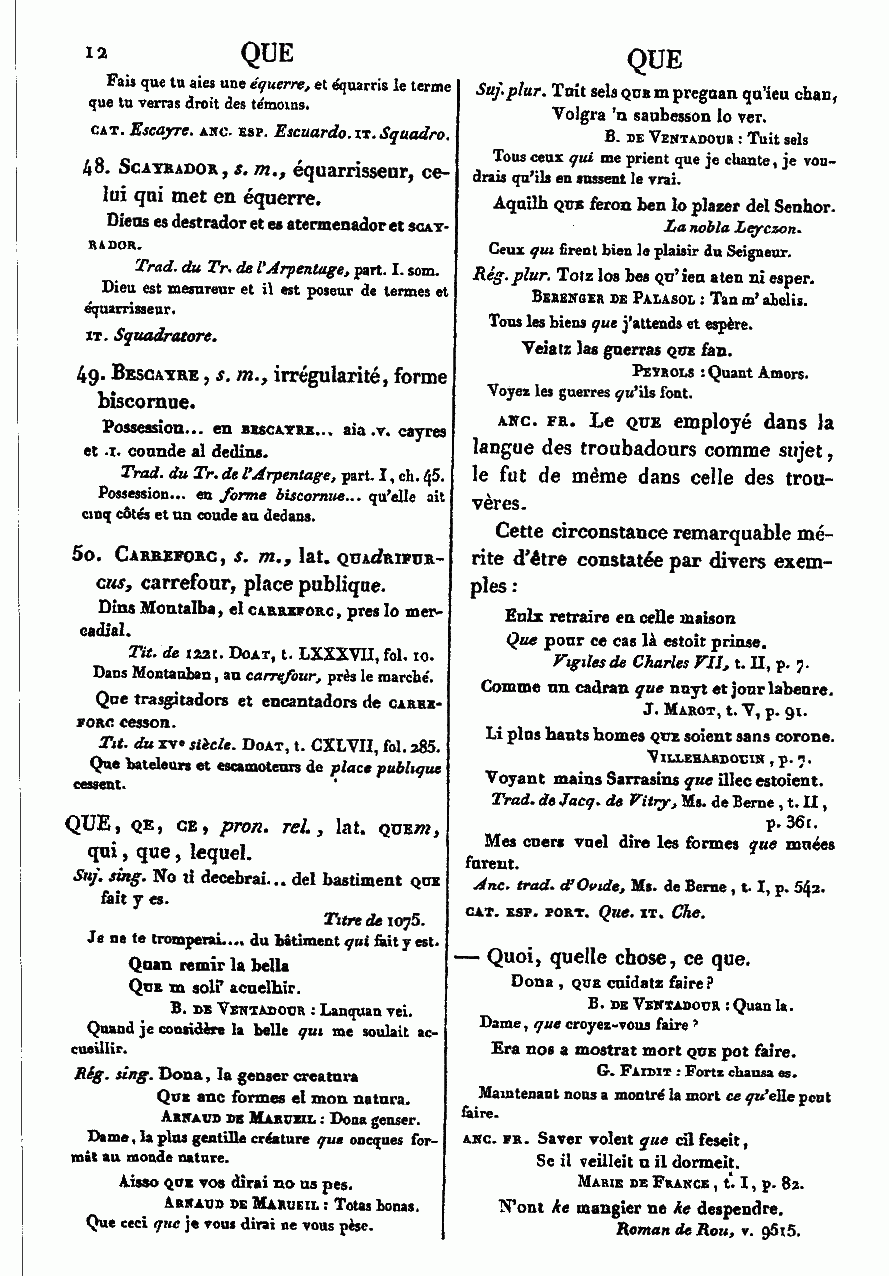 12 QUE
Fais que tu aies une équerre, et équarris le terme
que tu verras droit des témoins.
CAT. Escayre. ANC. ESP. Escuardo. IT. Squadro.
48. SCAYRADOR, s. m., équarrisseur, ce-
lui qui met en équerre.
Dieus es destrador et es atermenador et SCAY-
RADOR.
Trad. du Tr. de l'Arpentage, part. I. som.
Dieu est mesureur et il est poseur de termes et
équarrisseur.
IT. Squadratore.
49. BESCAYRE, s. m., irrégularité, forme
biscornue.
Possession... en BESCAYRE... aia .v. cayres
et .I. counde al dedins.
Trad. du Tr. de l'Arpentage, part. I, ch. 45.
Possession... en forme biscornue... qu'elle ait
cinq côtés et un coude au dedans.
50. CARREFORC, s. m., lat. QUAdRIFUR-
cus, carrefour, place publique.
Dins Montalba, el CARREFORC, pres lo mer-
cadial.
Tit. de 1221. DOAT, t. LXXXVII, fol. 10.
Dans Montauban, au carrefour, près le marché.
Que trasgitadors et encantadors de CARRE-
FORC cesson.
Tit. du XVe siècle. DOAT, t. CXLVII, fol. 285.
Que bateleurs et escamoteurs de place publique
cessent.
QUE, QE, CE, pron. rel., lat. QUEm,
qui, que, lequel.
Suj. sing. No ti decebrai... del bastiment QUE
fait y es.
Titre de 1075.
Je ne te tromperai.... du bâtiment qui fait y est.
Quan remir la bella
QUE m soli' acuelhir.
B. DE VENTADOUR : Lanquan vei.
Quand je considère la belle qui me soulait ac-
cueillir.
Rég. sing. Dona, la genser creatura
QUE anc formes el mon natura.
ARNAUD DE MARUEIL : Dona genser.
Dame, la plus gentille créature que oncques for-
mât au monde nature.
Aisso QUE vos dirai no us pes.
ARNAUD DE MARUEIL : Totas bonas.
Que ceci que je vous dirai ne vous pèse.
QUE
Suj. plur. Tuit sels QUE m preguan qu'ieu chan,
Volgra 'n saubesson lo ver.
B. DE VENTADOUR : Tuit sels
Tous ceux qui me prient que je chante, je vou-
drais qu'ils en sussent le vrai.
Aquilh QUE feron ben lo plazer del Senhor.
La nobla Leyczon.
Ceux qui firent bien le plaisir du Seigneur.
Rég. plur. Totz los bes QU'ieu aten ni esper.
BERENGER DE PALASOL : Tan m'abelis.
Tous les biens que j'attends et espère.
Veiatz las guerras QUE fan.
PEYROLS : Quant Amors.
Voyez les guerres qu'ils font.
ANC. FR. Le QUE employé dans la
langue des troubadours comme sujet,
le fut de même dans celle des trou-
vères.
Cette circonstance remarquable mé-
rite d'être constatée par divers exem-
ples :
Eulx retraire en celle maison
Que pour ce cas là estoit prinse.
Vigiles de Charles VII, t. II, p. 7.
Comme un cadran que nuyt et jour labeure.
J. MAROT, t. V, p. 91.
Li plus hauts homes QUE soient sans corone.
VILLEHARDOUIN, p. 7.
Voyant mains Sarrasins que illec estoient.
Trad. de Jacq. de Vitry, Ms. de Berne, t. II,
p. 361.
Mes cuers vuel dire les formes que muées
furent.
Anc. trad. d'Ovide, Ms. de Berne, t. I, p. 542.
CAT. ESP. PORT. Que. IT. Che.
— Quoi, quelle chose, ce que.
Dona, QUE cuidatz faire?
B. DE VENTADOUR : Quan la.
Dame, que croyez-vous faire ?
Era nos a mostrat mort QUE pot faire.
G. FAIDIT : Fortz chausa es.
Maintenant nous a montré la mort ce qu'elle peut
faire.
ANC. FR. Saver voleit que cil feseit,
Se il veilleit u il dormeit.
MARIE DE FRANCE, t. I, p. 82.
N'ont ke mangier ne ke despendre.
Roman de Rou, v. 9615.